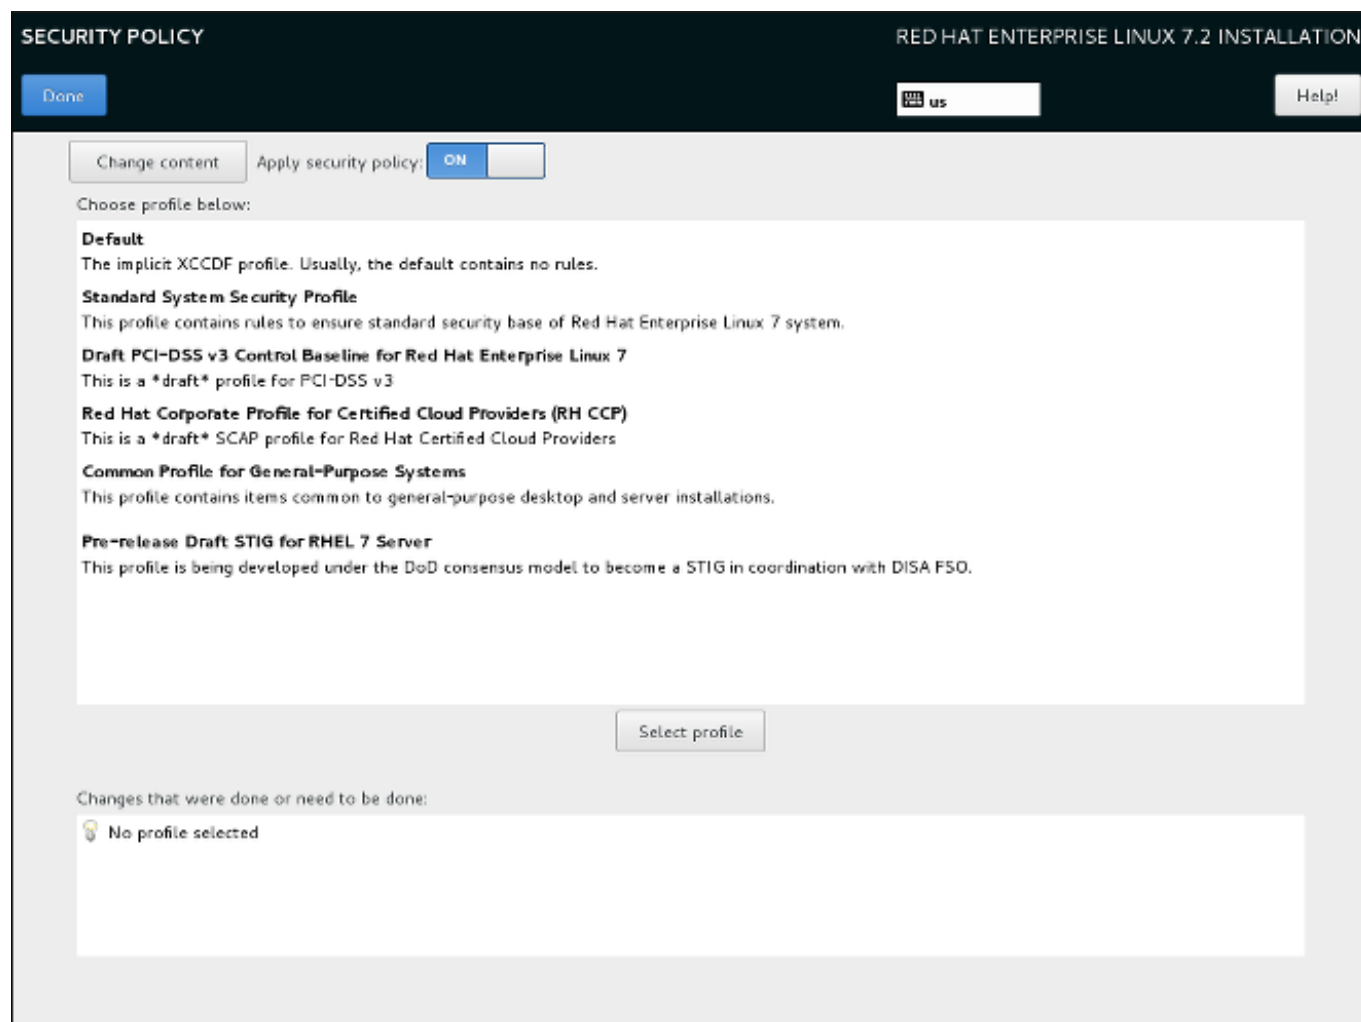 SECURITY POLICY
RED HAT ENTERPRISE LINUX 7.2 INSTALLATION
Done
us
Help!
Change content
Apply security policy:
ON
Choose profile below:
Default
The implicit XCCDF profile. Usually, the default contains no rules.
Standard System Security Profile
This profile contains rules to ensure standard security base of Red Hat Enterprise Linux 7 system.
Draft PCI-DSS v3 Control Baseline for Red Hat Enterprise Linux 7
This is a *draft* profile for PCI-DSS v3
Red Hat Corporate Profile for Certified Cloud Providers (RH CCP)
This is a *draft* SCAP profile for Red Hat Certified Cloud Providers
Common Profile for General-Purpose Systems
This profile contains items common to general-purpose desktop and server installations.
Pre-release Draft STIG for RHEL 7 Server
This profile is being developed under the DoD consensus model to become a STIG in coordination with DISA FSO.
Select profile
Changes that were done or need to be done:
No profile selected